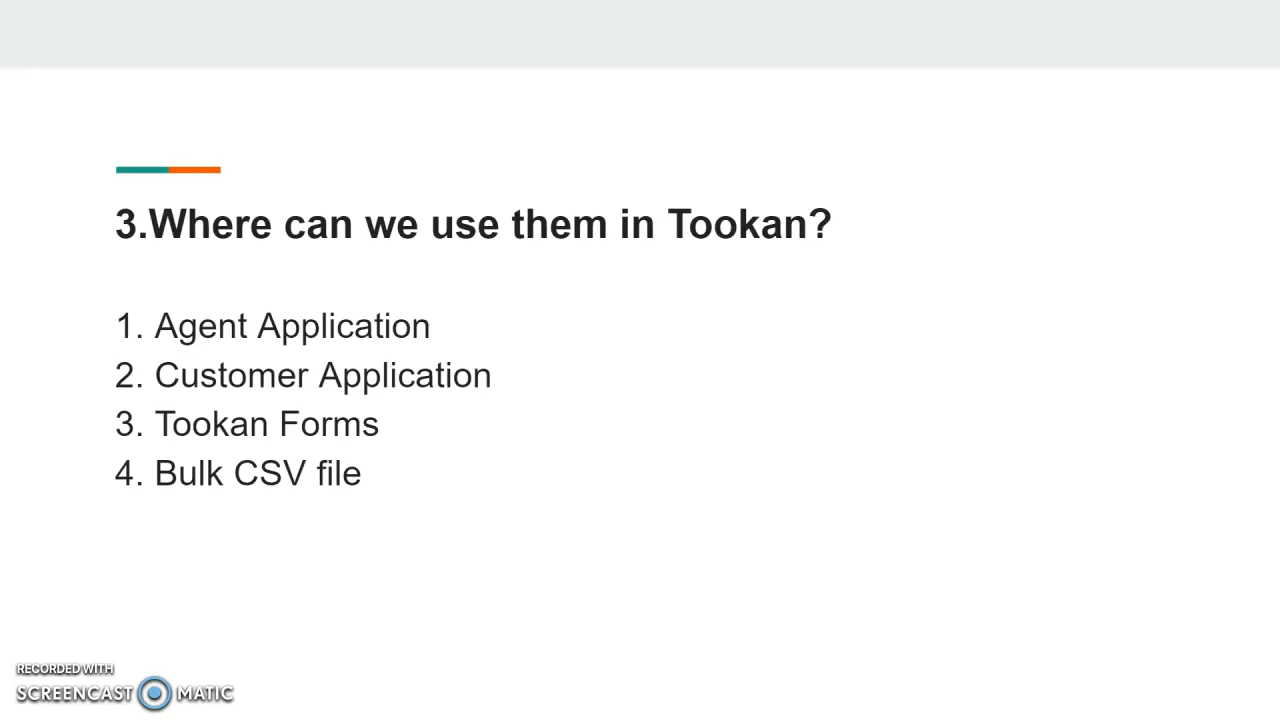 3.Where can we use them in Tookan?
1. Agent Application
2. Customer Application
3. Tookan Forms
4. Bulk CSV file
RECORDED WITH
SCREENCAST MATIC